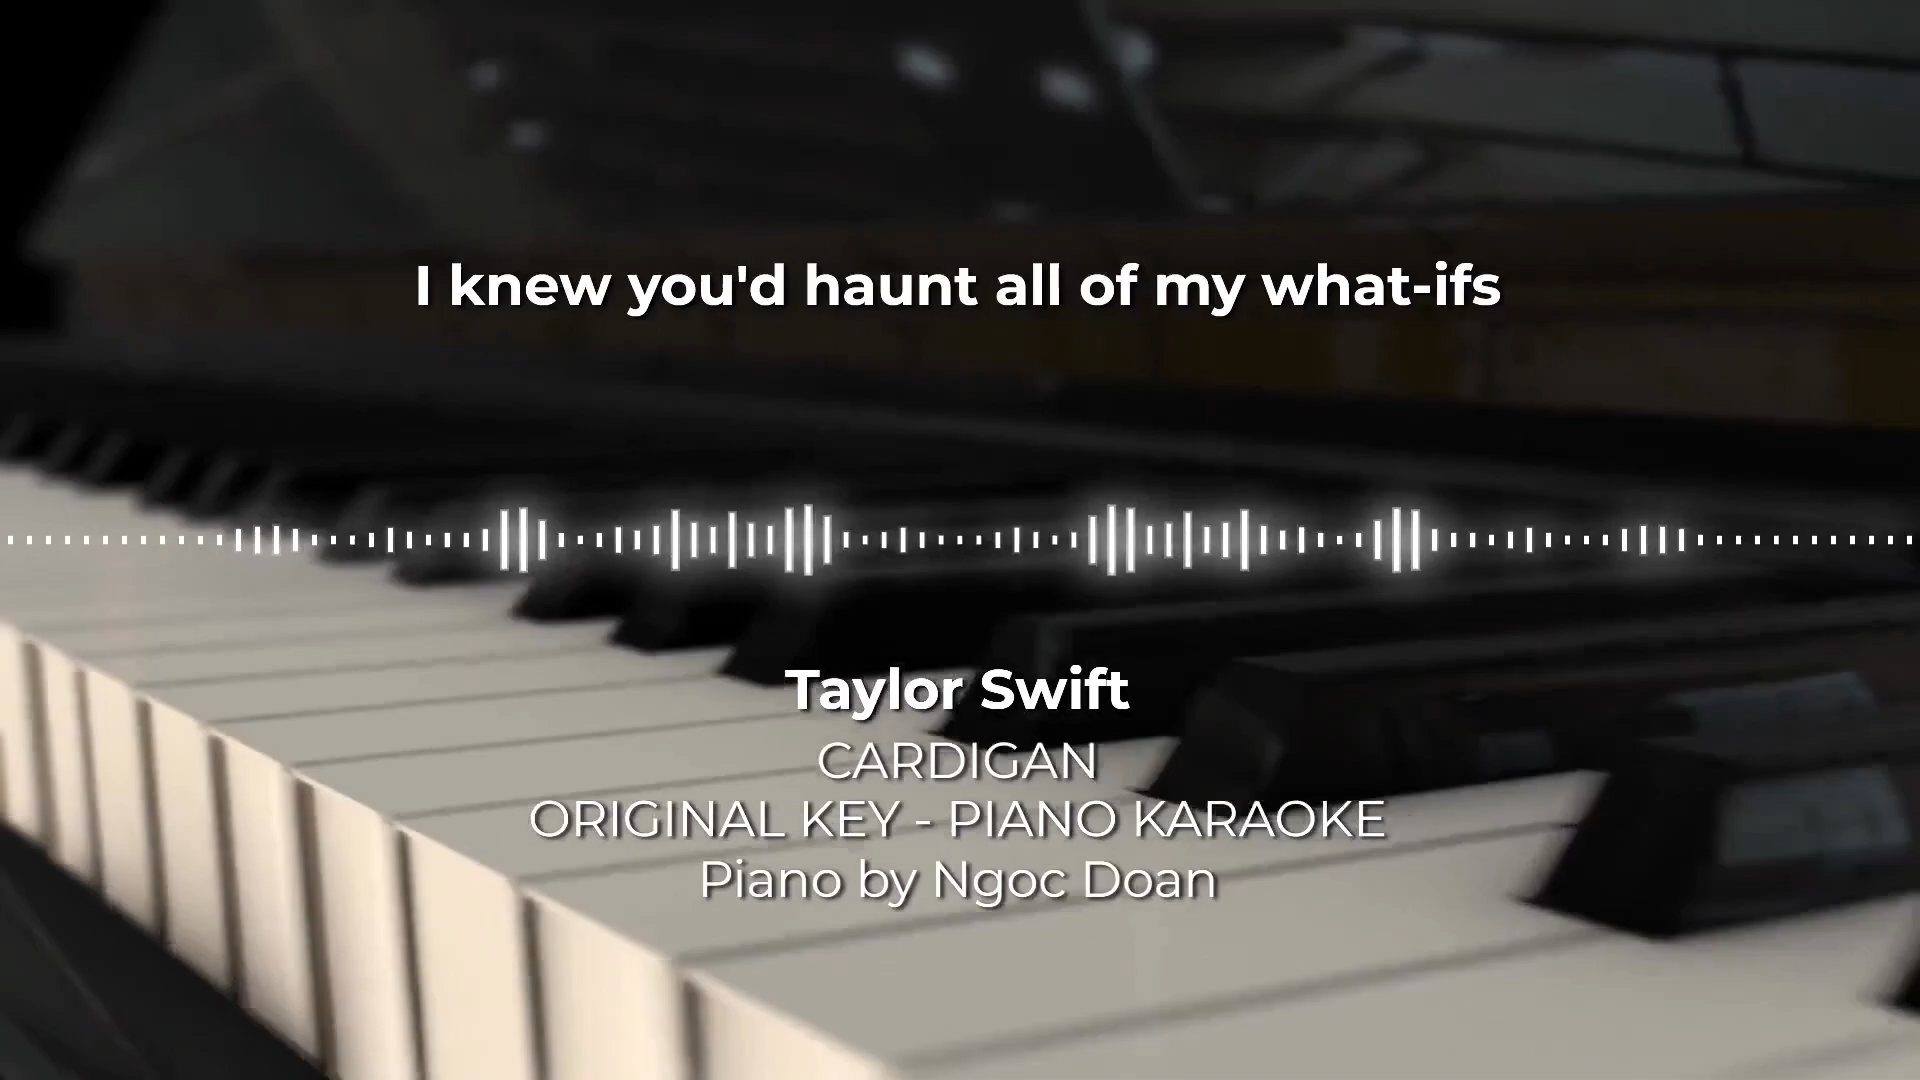 I knew you'd haunt all of my what-ifs
Taylor Swift
CARDIGAN
ORIGINAL KEY - PIANO KARAOKE
Piano by Ngoc Doan